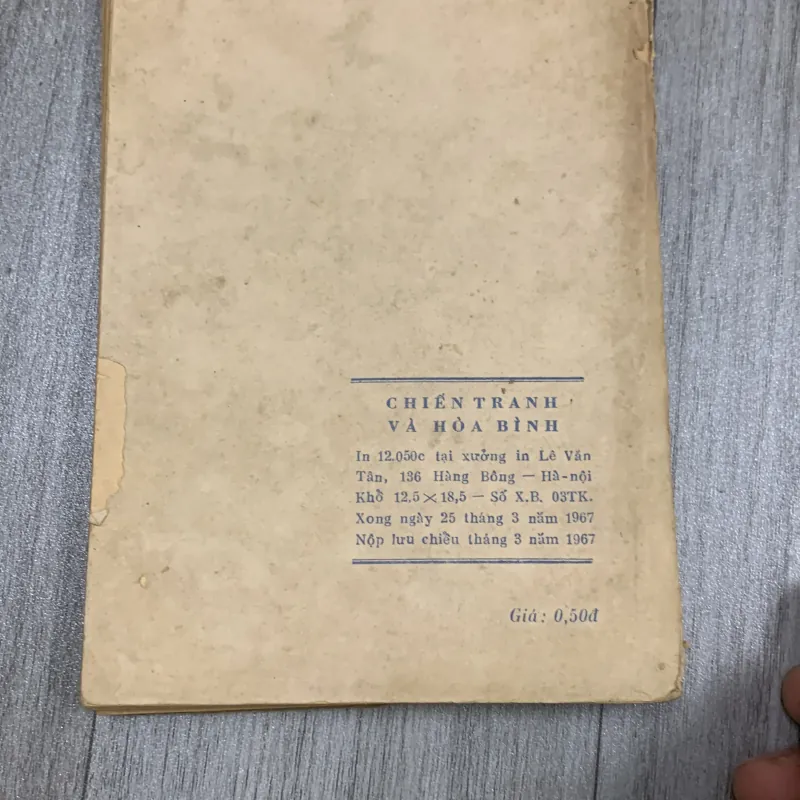 CHIẾN TRANH
VÀ HÒA BÌNH
In 12.050c tại xưởng in Lê Văn
Tân, 136 Hàng Bông — Hà-nội
Khổ 12,5 × 18,5 — Số X.B. 03TK.
Xong ngày 25 tháng 3 năm 1967
Nộp lưu chiều tháng 3 năm 1967
Giá: 0,50đ